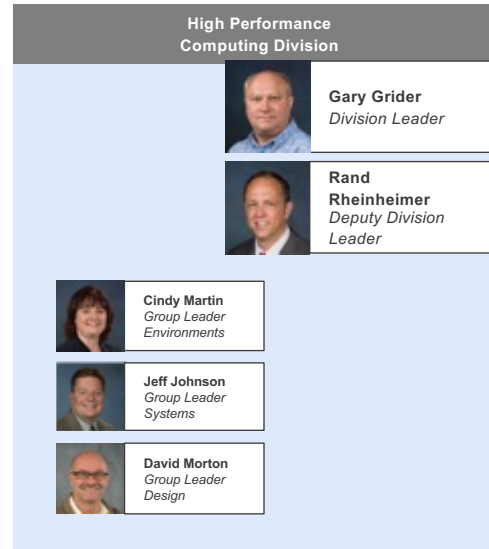 High Performance
Computing Division
Gary Grider
Division Leader
Rand
Rheinheimer
Deputy Division
Leader
Cindy Martin
Group Leader
Environments
Jeff Johnson
Group Leader
Systems
David Morton
Group Leader
Design